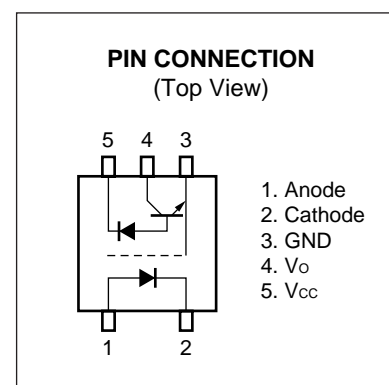 PIN CONNECTION
(Top View)
5 4 3
1. Anode
2. Cathode
3. GND
4. VO
5. VCC
1 2